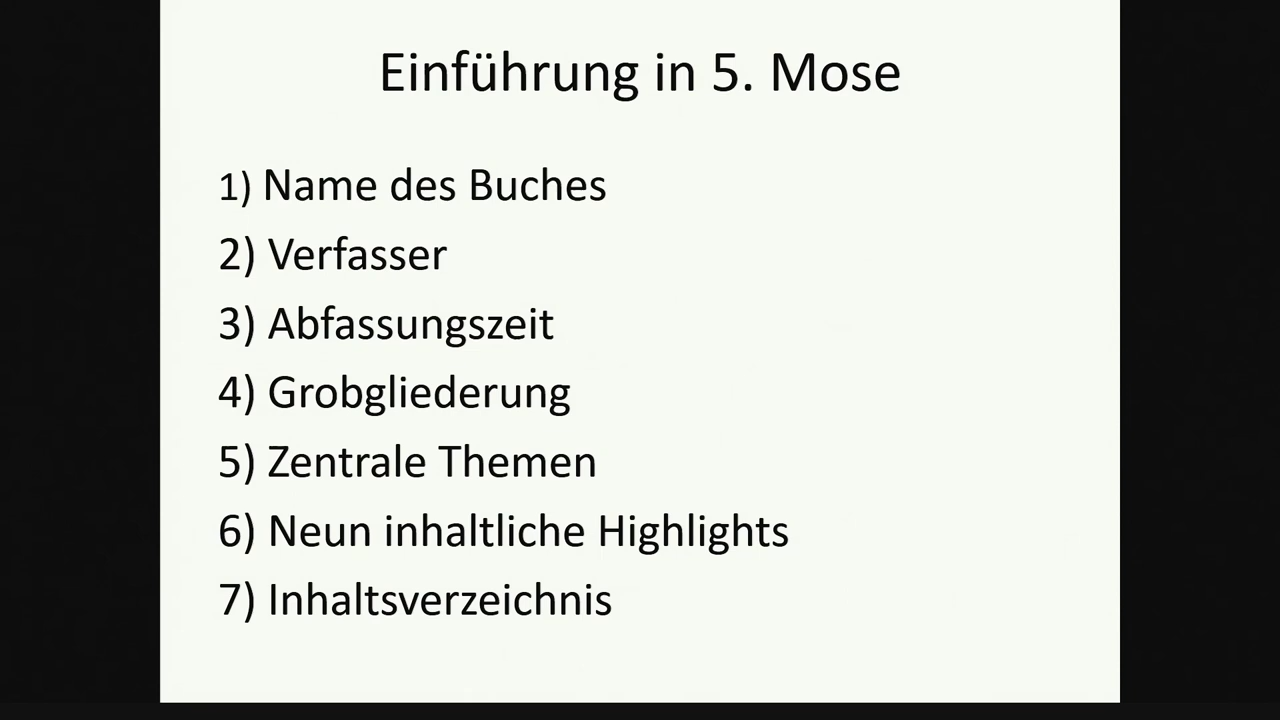 Einführung in 5. Mose
1) Name des Buches
2) Verfasser
3) Abfassungszeit
4) Grobgliederung
5) Zentrale Themen
6) Neun inhaltliche Highlights
7) Inhaltsverzeichnis